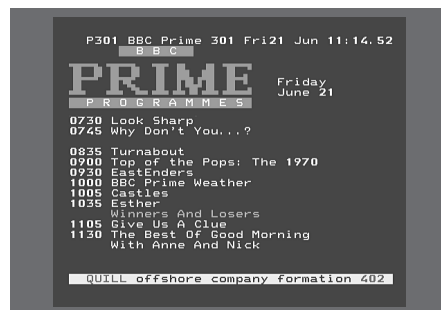 P301 BBC Prime 301 Fri21 Jun 11:14.52
BBC
PRIME
PROGRAMMES
Friday
June 21
0730 Look Sharp
0745 Why Don't You...?
0835 Turnabout
0900 Top of the Pops: The 1970
0930 EastEnders
1000 BBC Prime Weather
1005 Castles
1035 Esther
Winners And Losers
1105 Give Us A Clue
1130 The Best Of Good Morning
With Anne And Nick
QUILL offshore company formation 402